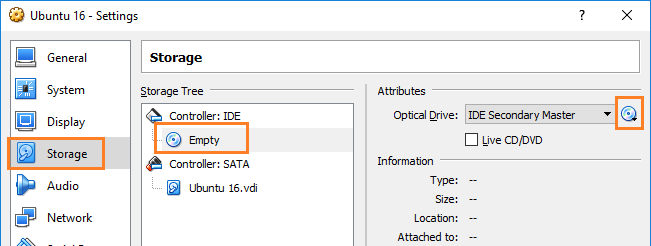 Ubuntu 16 - Settings
General
System
Display
Storage
Audio
Network
Storage
Storage Tree
Controller: IDE
Empty
Controller: SATA
Ubuntu 16.vdi
Attributes
Optical Drive: IDE Secondary Master
Live CD/DVD
Information
Type: --
Size: --
Location: --
Attached to: --